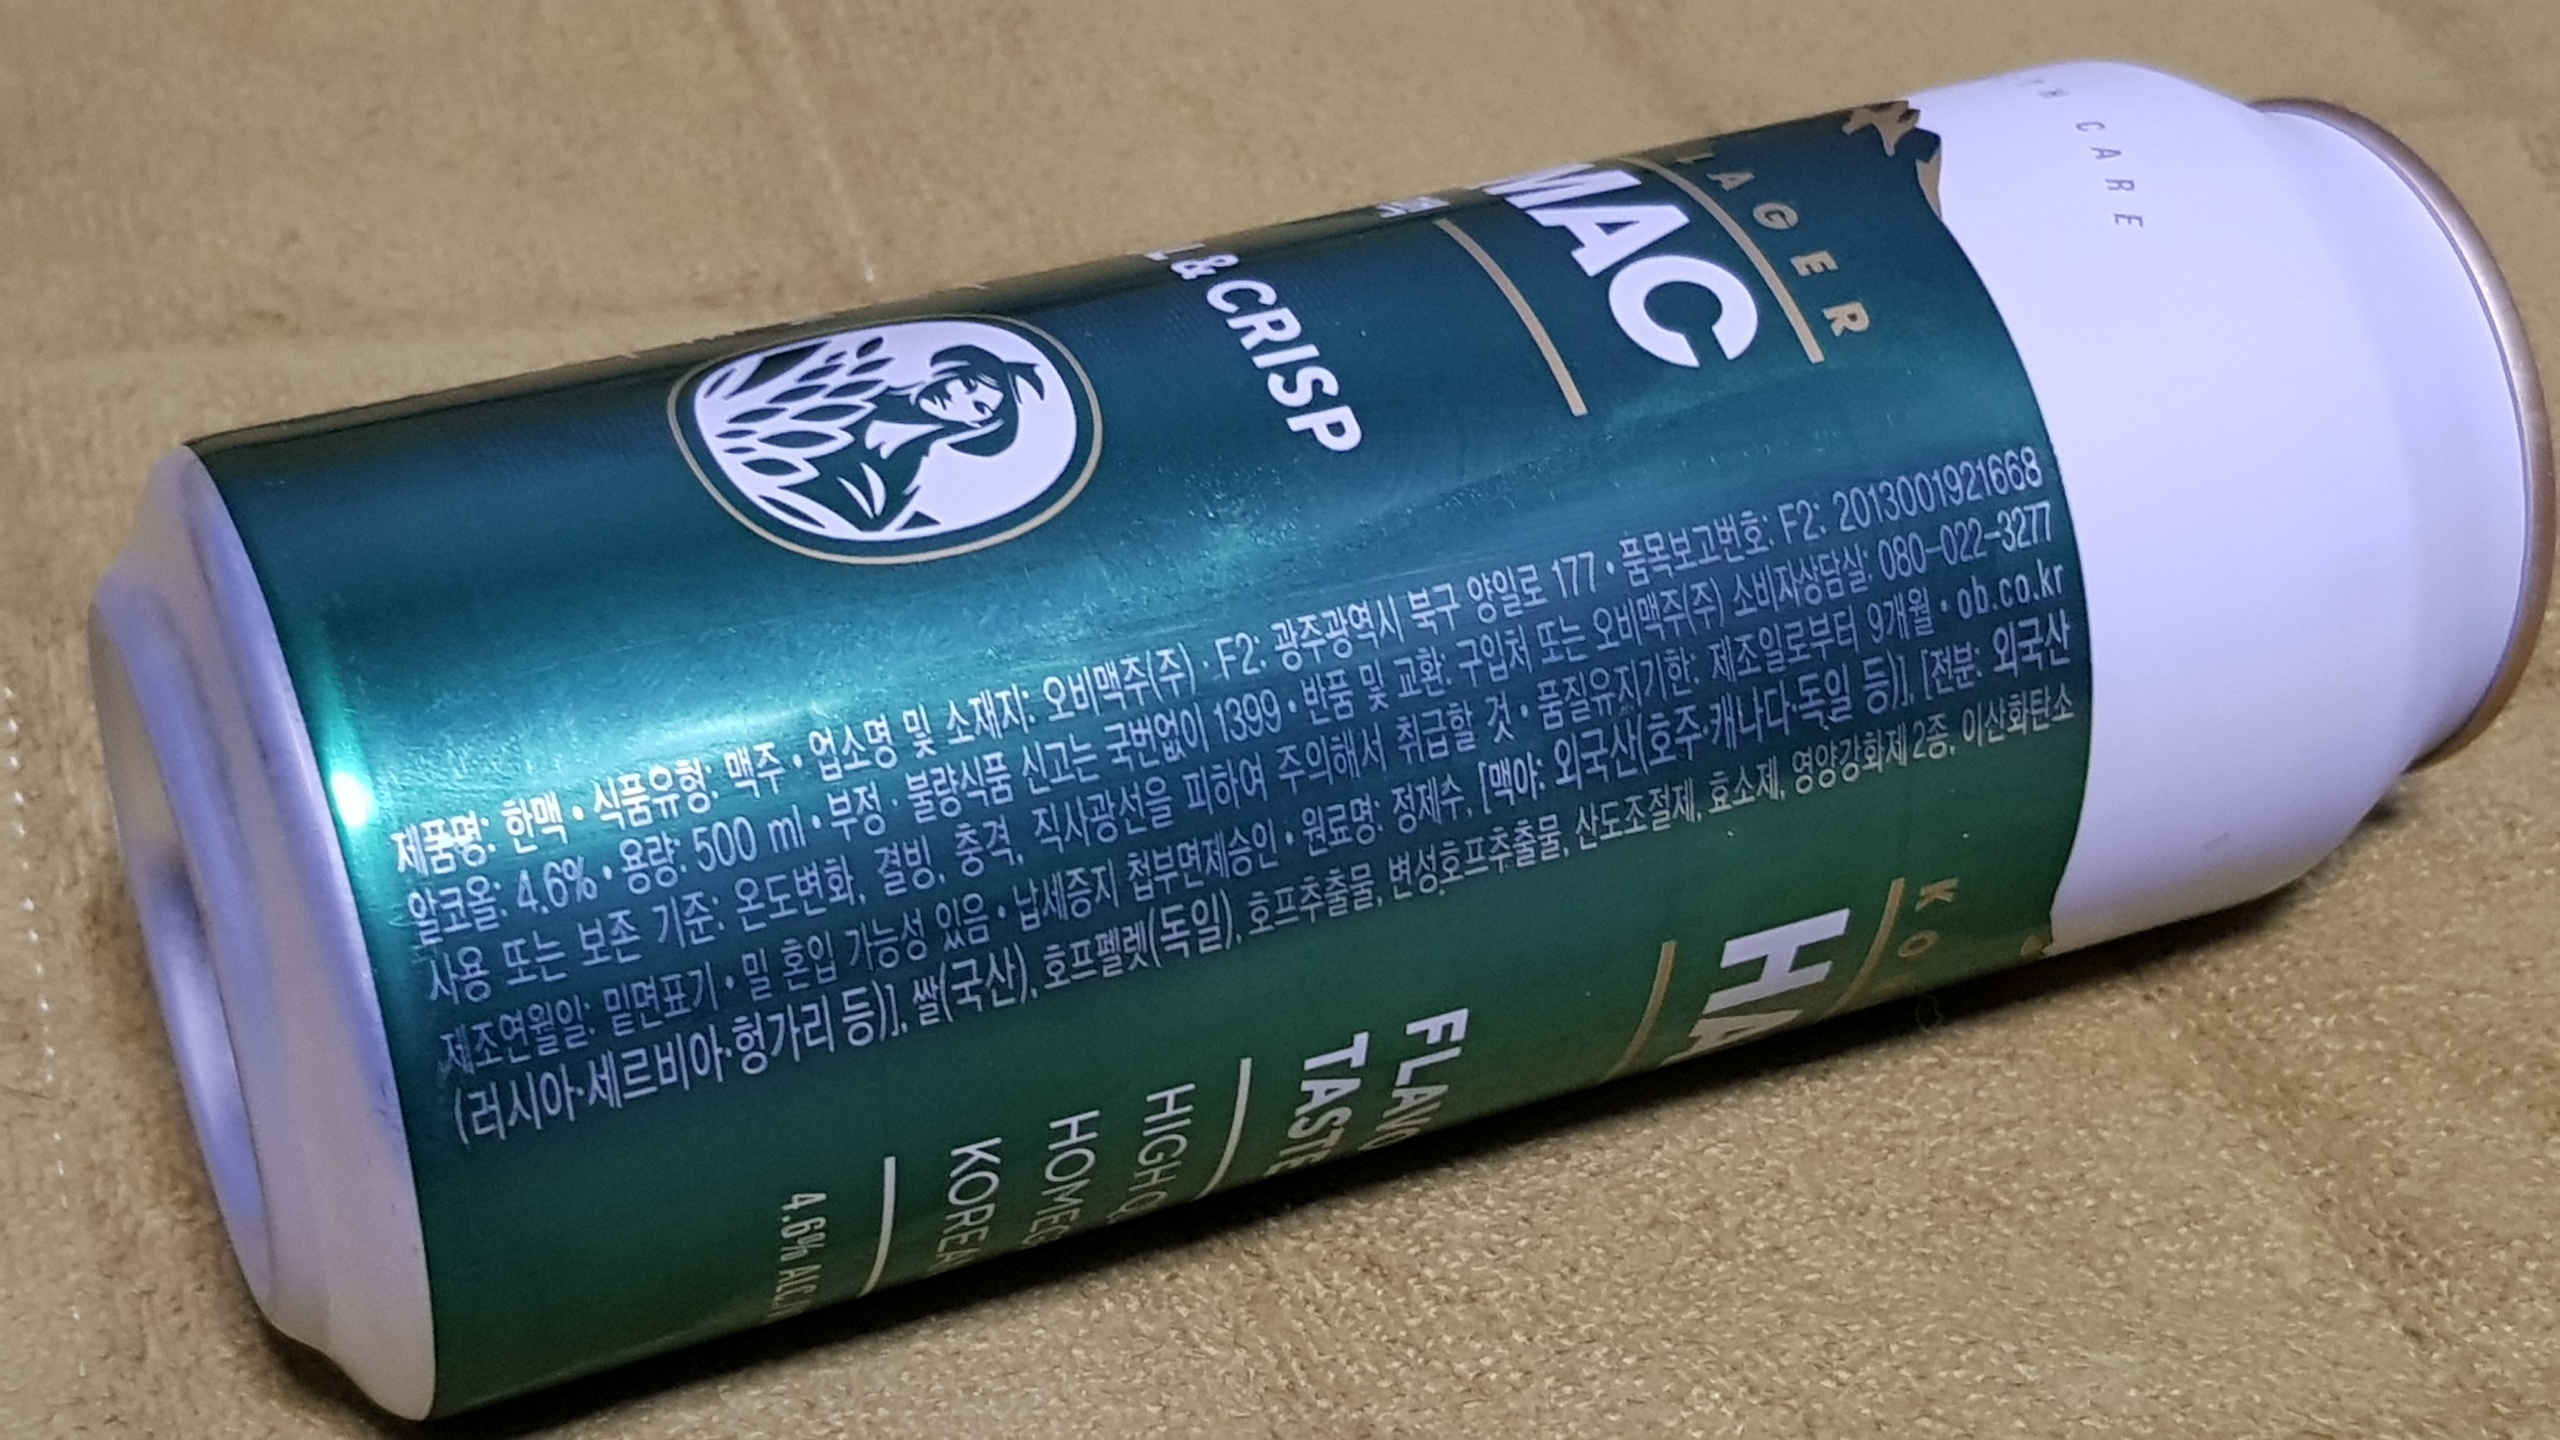 TH CARE
LAGER
MAC
& CRISP
제품명: 한맥 • 식품유형: 맥주 • 업소명 및 소재지: 오비맥주(주) · F2: 광주광역시 북구 양일로 177 • 품목보고번호: F2: 2013001921668
알코올: 4.6% • 용량: 500 ml • 부정 · 불량식품 신고는 국번없이 1399 • 반품 및 교환: 구입처 또는 오비맥주(주) 소비자상담실: 080-022-3277
사용 또는 보존 기준: 온도변화, 결빙, 충격, 직사광선을 피하여 주의해서 취급할 것 • 품질유지기한: 제조일로부터 9개월 • ob.co.kr
제조연월일: 밑면표기 • 밀 혼입 가능성 있음 • 납세증지 첩부면제승인 • 원료명: 정제수, [맥아: 외국산(호주·캐나다·독일 등)], [전분: 외국산
(러시아·세르비아·헝가리 등)], 쌀(국산), 호프펠렛(독일), 호프추출물, 변성호프추출물, 산도조절제, 효소제, 영양강화제 2종, 이산화탄소
KO
HA
FLAVO
TASTE
HIGH Q
HOMEG
KOREA
4.6% ALC.